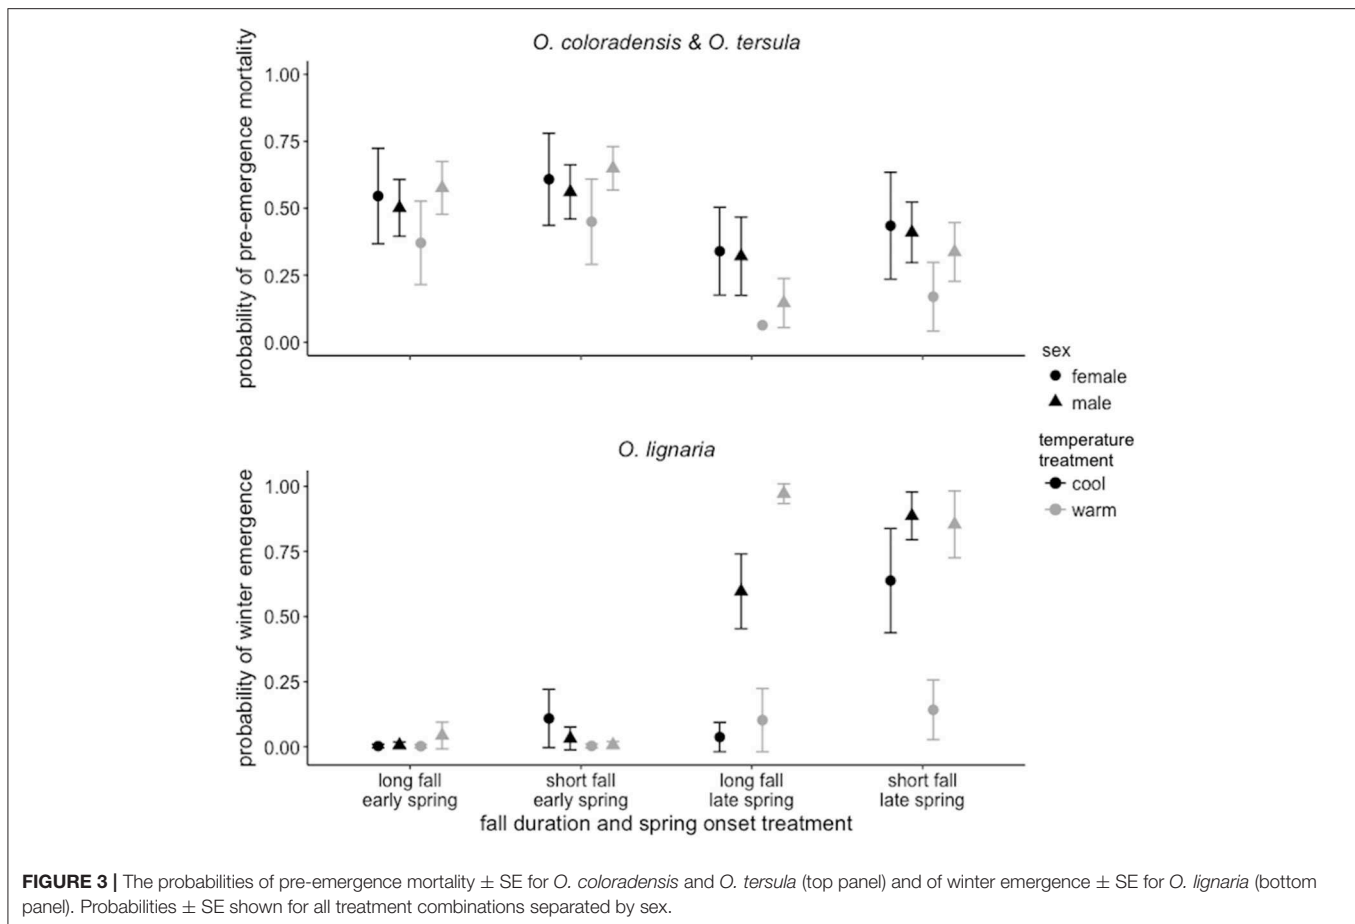 O. coloradensis & O. tersula
probability of pre-emergence mortality
1.00
0.75
0.50
0.25
0.00
sex
female
male
temperature
treatment
cool
warm
O. lignaria
probability of winter emergence
1.00
0.75
0.50
0.25
0.00
long fall
early spring
short fall
early spring
long fall
late spring
short fall
late spring
fall duration and spring onset treatment
FIGURE 3 | The probabilities of pre-emergence mortality ± SE for O. coloradensis and O. tersula (top panel) and of winter emergence ± SE for O. lignaria (bottom
panel). Probabilities ± SE shown for all treatment combinations separated by sex.